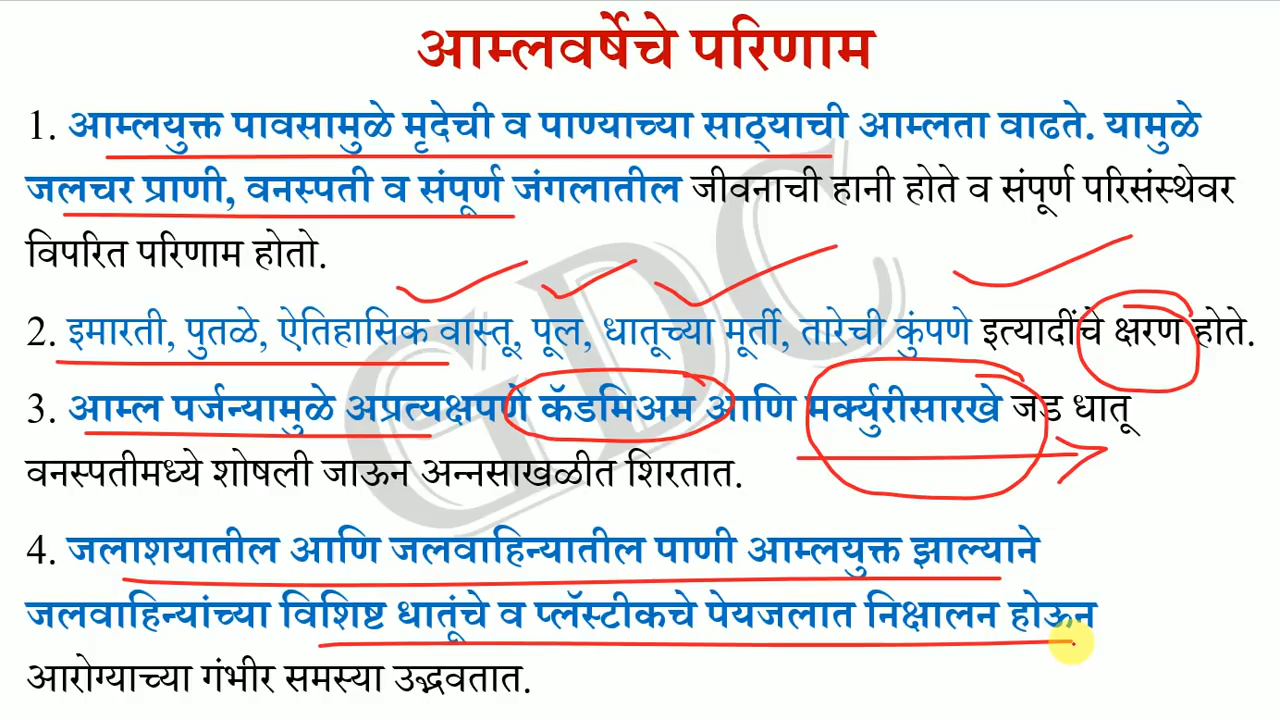 आम्लवर्षेचे परिणाम
1. आम्लयुक्त पावसामुळे मृदेची व पाण्याच्या साठ्याची आम्लता वाढते. यामुळे
जलचर प्राणी, वनस्पती व संपूर्ण जंगलातील जीवनाची हानी होते व संपूर्ण परिसंस्थेवर
विपरित परिणाम होतो.
2. इमारती, पुतळे, ऐतिहासिक वास्तू, पूल, धातूच्या मूर्ती, तारेची कुंपणे इत्यादींचे क्षरण होते.
3. आम्ल पर्जन्यामुळे अप्रत्यक्षपणे कॅडमिअम आणि मर्क्युरीसारखे जड धातू
वनस्पतीमध्ये शोषली जाऊन अन्नसाखळीत शिरतात.
4. जलाशयातील आणि जलवाहिन्यातील पाणी आम्लयुक्त झाल्याने
जलवाहिन्यांच्या विशिष्ट धातूंचे व प्लॅस्टीकचे पेयजलात निक्षालन होऊन
आरोग्याच्या गंभीर समस्या उद्भवतात.
GDC